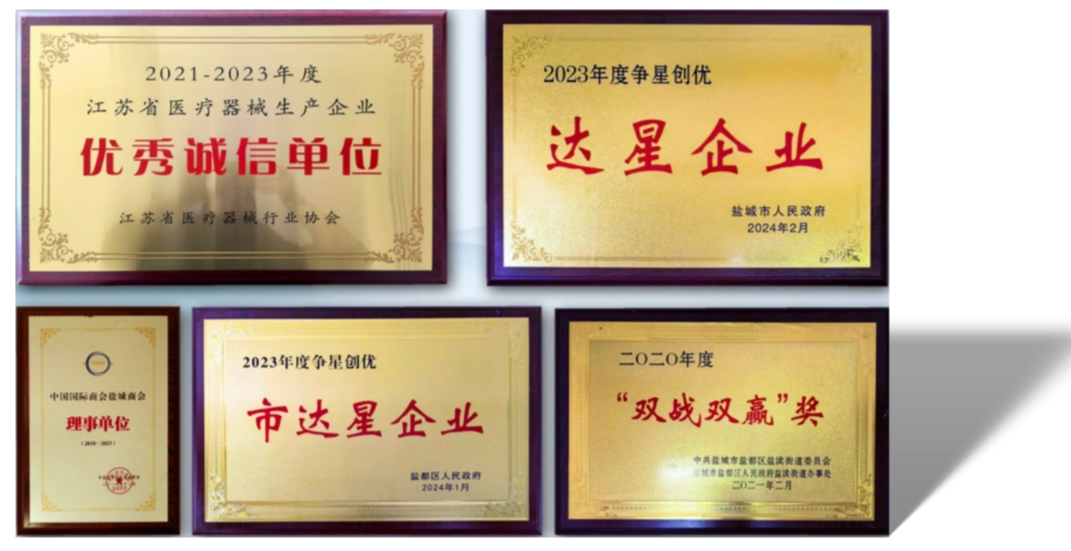 2021-2023年度
江苏省医疗器械生产企业
优秀诚信单位
江苏省医疗器械行业协会
2023年度争星创优
达星企业
盐城市人民政府
2024年2月
中国国际商会盐城商会
理事单位
2023年度争星创优
市达星企业
盐都区人民政府
2024年1月
二〇二〇年度
“双战双赢”奖
中共盐城市盐都区盐渎街道委员会
盐城市盐都区人民政府盐渎街道办事处
二〇二一年二月